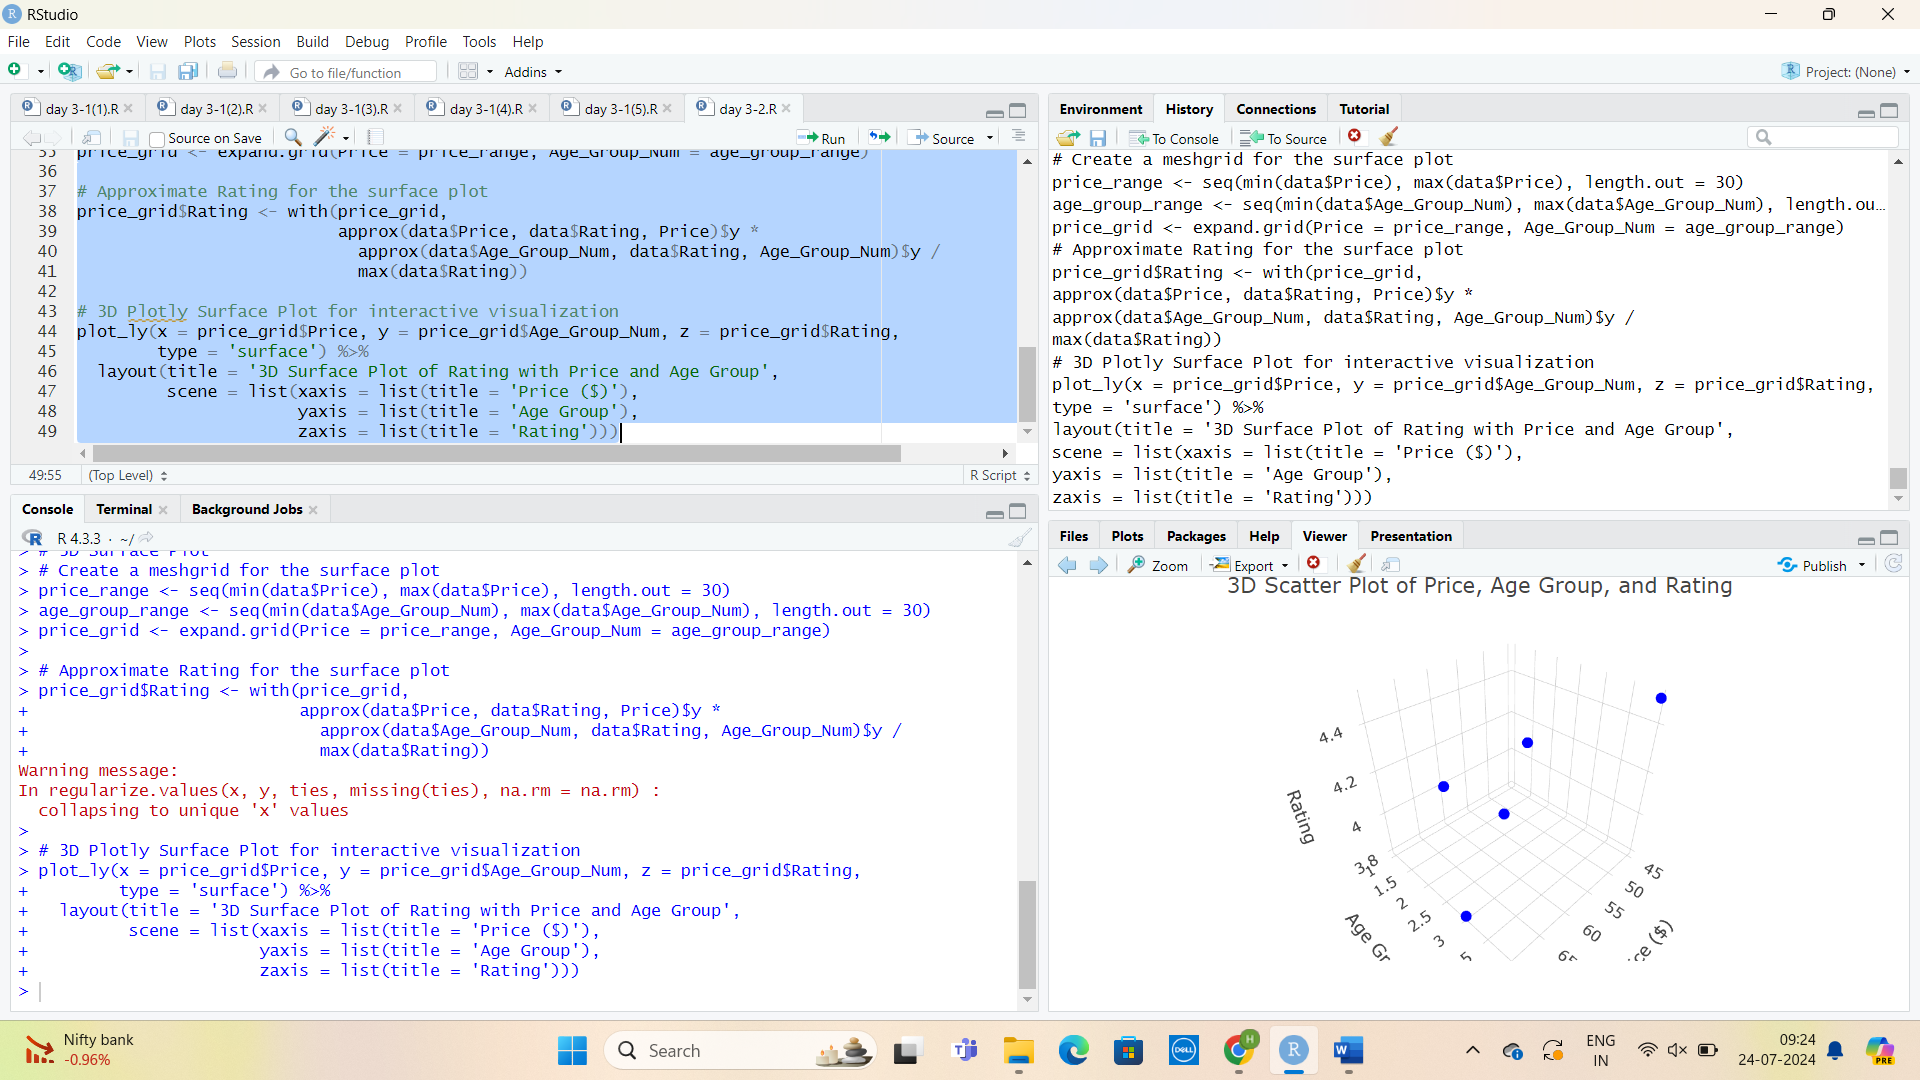 RStudio
File Edit Code View Plots Session Build Debug Profile Tools Help
Go to file/function Addins Project: (None)
day 3-1(1).R day 3-1(2).R day 3-1(3).R day 3-1(4).R day 3-1(5).R day 3-2.R
Source on Save Run Source
35 price_grid <- expand.grid(Price = price_range, Age_Group_Num = age_group_range)
36
37 # Approximate Rating for the surface plot
38 price_grid$Rating <- with(price_grid,
39 approx(data$Price, data$Rating, Price)$y *
40 approx(data$Age_Group_Num, data$Rating, Age_Group_Num)$y /
41 max(data$Rating))
42
43 # 3D Plotly Surface Plot for interactive visualization
44 plot_ly(x = price_grid$Price, y = price_grid$Age_Group_Num, z = price_grid$Rating,
45 type = 'surface') %>%
46 layout(title = '3D Surface Plot of Rating with Price and Age Group',
47 scene = list(xaxis = list(title = 'Price ($)'),
48 yaxis = list(title = 'Age Group'),
49 zaxis = list(title = 'Rating')))
49:55 (Top Level) R Script
Console Terminal Background Jobs
R R 4.3.3 · ~/
> # 3D Surface Plot
> # Create a meshgrid for the surface plot
> price_range <- seq(min(data$Price), max(data$Price), length.out = 30)
> age_group_range <- seq(min(data$Age_Group_Num), max(data$Age_Group_Num), length.out = 30)
> price_grid <- expand.grid(Price = price_range, Age_Group_Num = age_group_range)
>
> # Approximate Rating for the surface plot
> price_grid$Rating <- with(price_grid,
+ approx(data$Price, data$Rating, Price)$y *
+ approx(data$Age_Group_Num, data$Rating, Age_Group_Num)$y /
+ max(data$Rating))
Warning message:
In regularize.values(x, y, ties, missing(ties), na.rm = na.rm) :
collapsing to unique 'x' values
>
> # 3D Plotly Surface Plot for interactive visualization
> plot_ly(x = price_grid$Price, y = price_grid$Age_Group_Num, z = price_grid$Rating,
+ type = 'surface') %>%
+ layout(title = '3D Surface Plot of Rating with Price and Age Group',
+ scene = list(xaxis = list(title = 'Price ($)'),
+ yaxis = list(title = 'Age Group'),
+ zaxis = list(title = 'Rating')))
>
Environment History Connections Tutorial
To Console To Source
# Create a meshgrid for the surface plot
price_range <- seq(min(data$Price), max(data$Price), length.out = 30)
age_group_range <- seq(min(data$Age_Group_Num), max(data$Age_Group_Num), length.ou...
price_grid <- expand.grid(Price = price_range, Age_Group_Num = age_group_range)
# Approximate Rating for the surface plot
price_grid$Rating <- with(price_grid,
approx(data$Price, data$Rating, Price)$y *
approx(data$Age_Group_Num, data$Rating, Age_Group_Num)$y /
max(data$Rating))
# 3D Plotly Surface Plot for interactive visualization
plot_ly(x = price_grid$Price, y = price_grid$Age_Group_Num, z = price_grid$Rating,
type = 'surface') %>%
layout(title = '3D Surface Plot of Rating with Price and Age Group',
scene = list(xaxis = list(title = 'Price ($)'),
yaxis = list(title = 'Age Group'),
zaxis = list(title = 'Rating')))
Files Plots Packages Help Viewer Presentation
Zoom Export Publish
3D Scatter Plot of Price, Age Group, and Rating
4.4
4.2
4
3.8
Rating
1
1.5
2
2.5
3
5
Age Gr
45
50
55
60
65
ce ($)
Nifty bank
-0.96%
Search
ENG
IN
09:24
24-07-2024
DELL
H
R
W
PRE